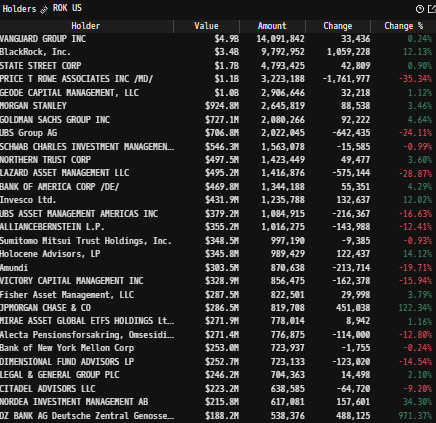 Holders ROK US
Holder Value Amount Change Change %
VANGUARD GROUP INC $4.9B 14,091,842 33,436 0.24%
BlackRock, Inc. $3.4B 9,792,952 1,059,228 12.13%
STATE STREET CORP $1.7B 4,793,425 42,809 0.90%
PRICE T ROWE ASSOCIATES INC /MD/ $1.1B 3,223,188 -1,761,977 -35.34%
GEODE CAPITAL MANAGEMENT, LLC $1.0B 2,906,646 32,218 1.12%
MORGAN STANLEY $924.8M 2,645,819 88,538 3.46%
GOLDMAN SACHS GROUP INC $727.1M 2,080,266 92,222 4.64%
UBS Group AG $706.8M 2,022,045 -642,435 -24.11%
SCHWAB CHARLES INVESTMENT MANAGEMEN... $546.3M 1,563,078 -15,585 -0.99%
NORTHERN TRUST CORP $497.5M 1,423,449 49,477 3.60%
LAZARD ASSET MANAGEMENT LLC $495.2M 1,416,876 -575,144 -28.87%
BANK OF AMERICA CORP /DE/ $469.8M 1,344,188 55,351 4.29%
Invesco Ltd. $431.9M 1,235,788 132,637 12.02%
UBS ASSET MANAGEMENT AMERICAS INC $379.2M 1,084,915 -216,367 -16.63%
ALLIANCEBERNSTEIN L.P. $355.2M 1,016,275 -143,988 -12.41%
Sumitomo Mitsui Trust Holdings, Inc. $348.5M 997,190 -9,385 -0.93%
Holocene Advisors, LP $345.8M 989,429 122,437 14.12%
Amundi $303.5M 870,638 -213,714 -19.71%
VICTORY CAPITAL MANAGEMENT INC $328.9M 856,475 -162,378 -15.94%
Fisher Asset Management, LLC $287.5M 822,501 29,998 3.79%
JPMORGAN CHASE & CO $286.5M 819,708 451,038 122.34%
MIRAE ASSET GLOBAL ETFS HOLDINGS Lt... $271.9M 778,014 8,942 1.16%
Alecta Pensionsforsakring, Omsesidi... $271.4M 776,875 -114,000 -12.80%
Bank of New York Mellon Corp $253.0M 723,937 -1,755 -0.24%
DIMENSIONAL FUND ADVISORS LP $252.7M 723,133 -123,020 -14.54%
LEGAL & GENERAL GROUP PLC $246.2M 704,363 14,498 2.10%
CITADEL ADVISORS LLC $223.2M 638,585 -64,720 -9.20%
NORDEA INVESTMENT MANAGEMENT AB $215.8M 617,081 157,601 34.30%
DZ BANK AG Deutsche Zentral Genosse... $188.2M 538,376 488,125 971.37%